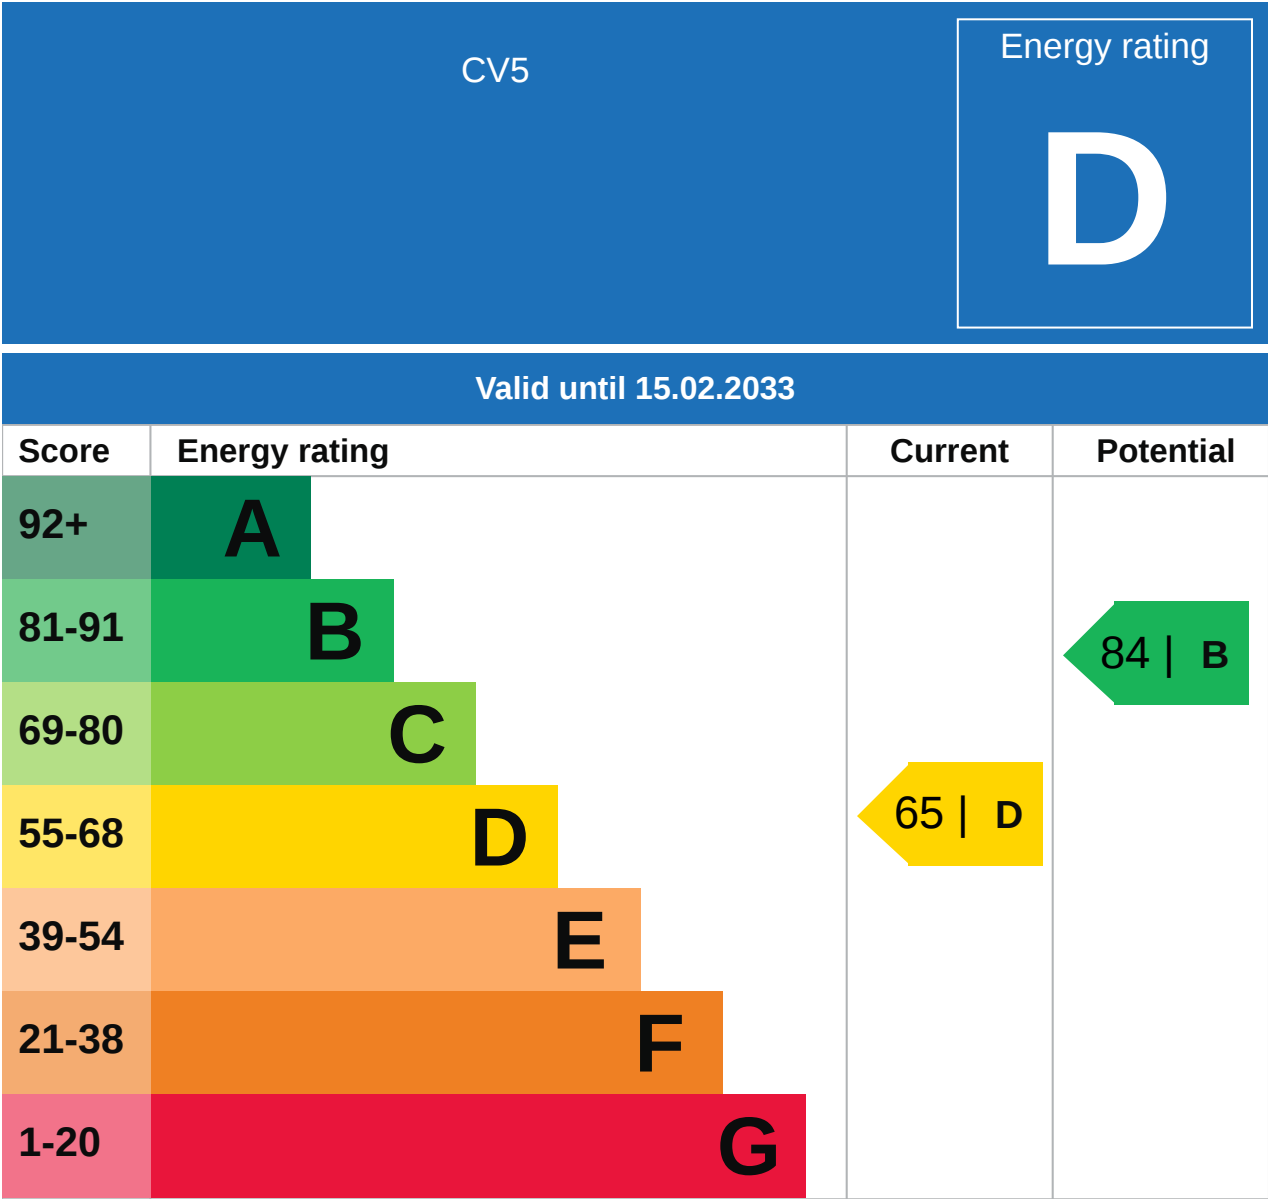 CV5
Energy rating
D
Valid until 15.02.2033
Score Energy rating Current Potential
92+ A
81-91 B
84 | B
69-80 C
55-68 D
65 | D
39-54 E
21-38 F
1-20 G